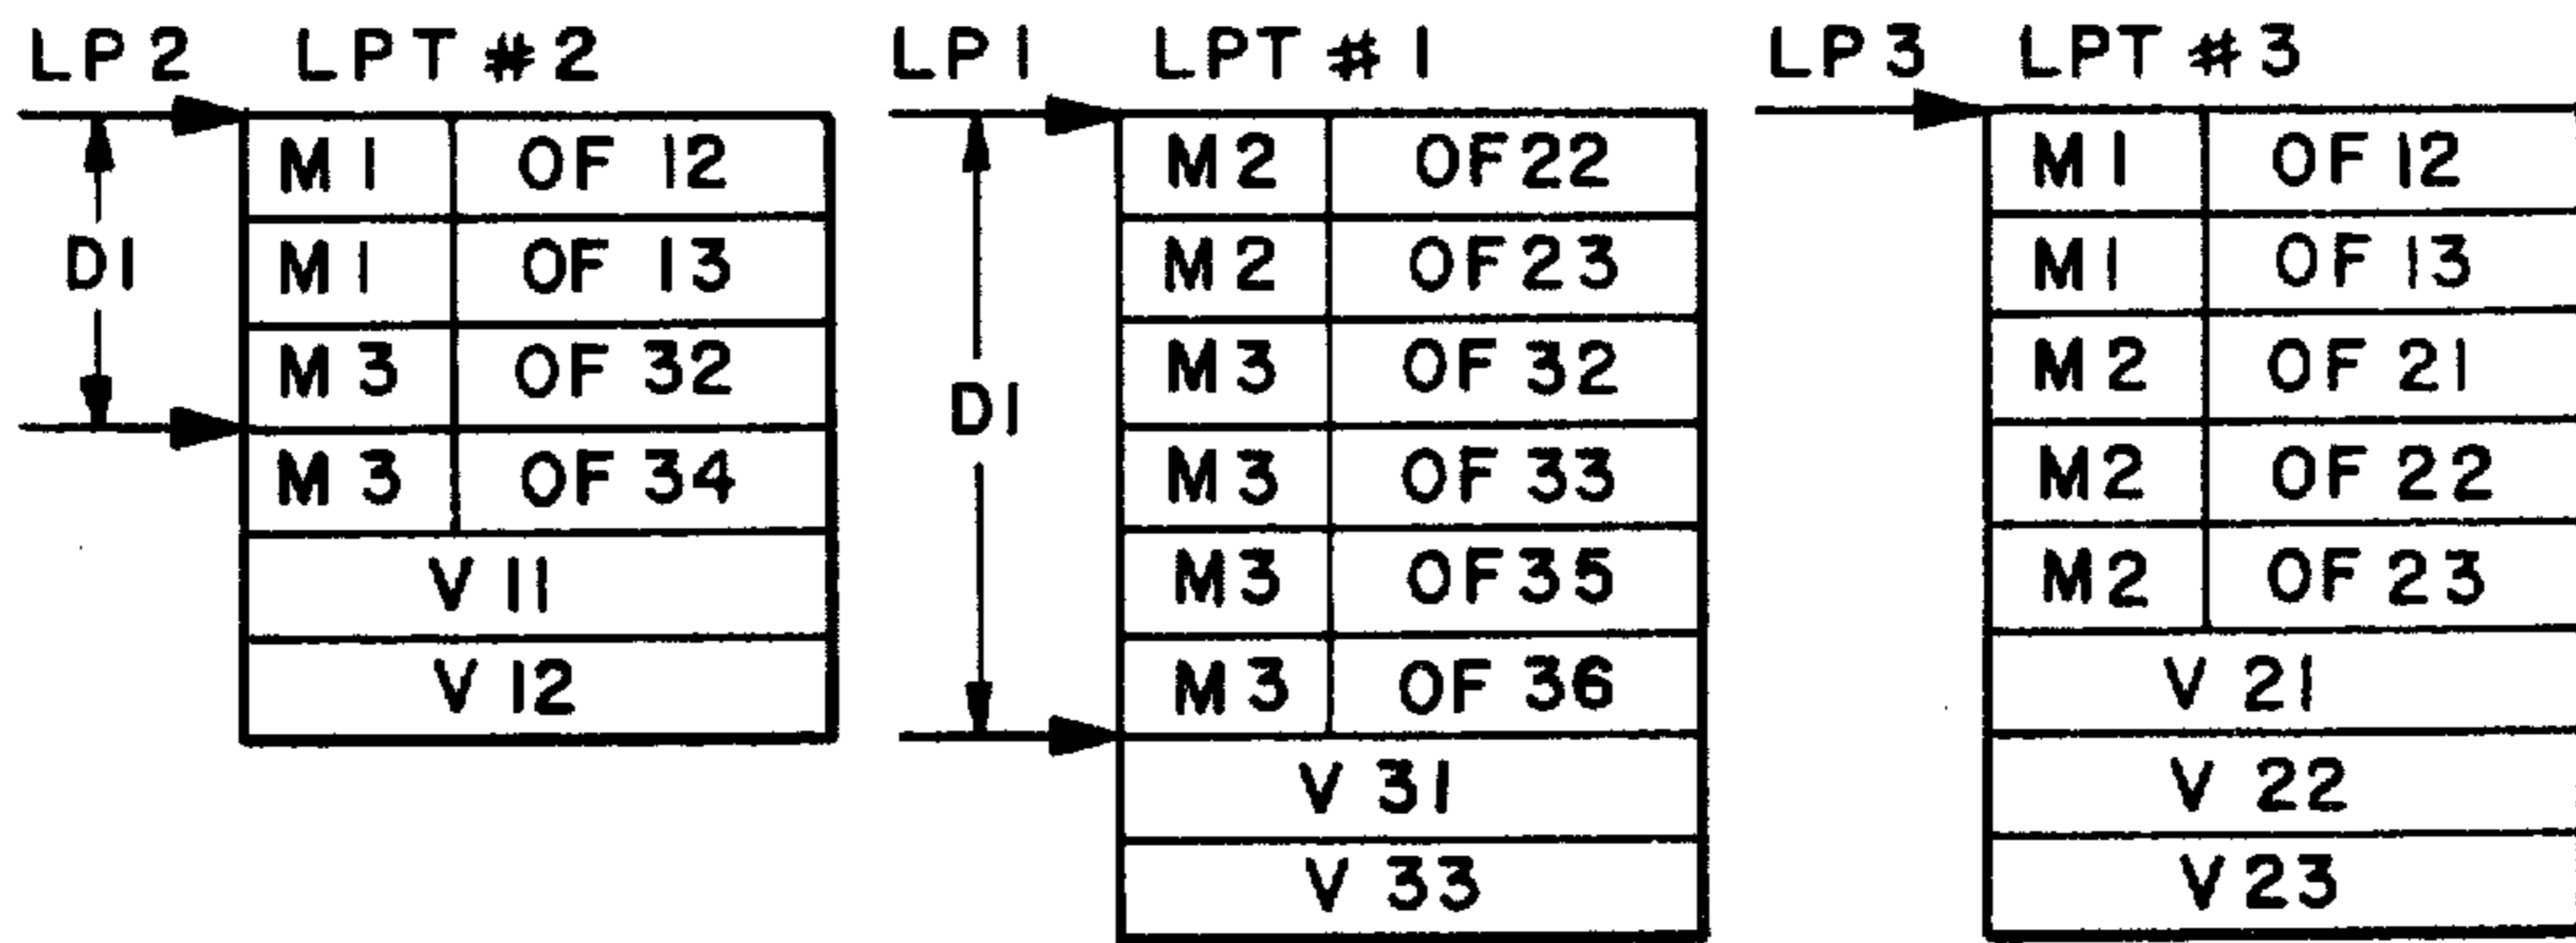 LP2 LPT #2
D1
M1 OF 12
M1 OF 13
M3 OF 32
M3 OF 34
V11
V12
LP1 LPT #1
D1
M2 OF22
M2 OF23
M3 OF 32
M3 OF 33
M3 OF35
M3 OF 36
V 31
V 33
LP3 LPT #3
M1 OF 12
M1 OF 13
M2 OF 21
M2 OF 22
M2 OF 23
V 21
V 22
V 23